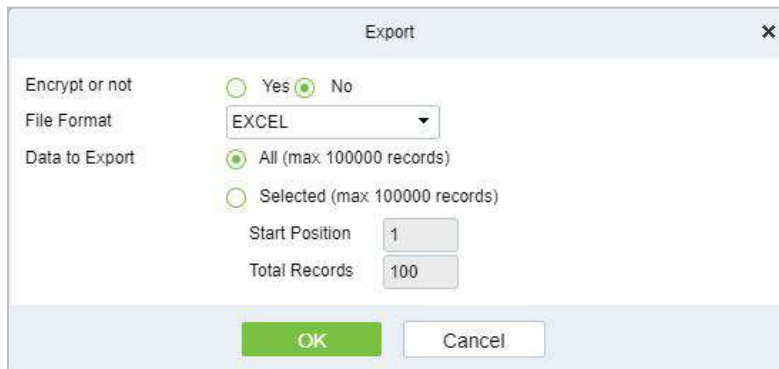 Export
Encrypt or not Yes No
File Format EXCEL
Data to Export All (max 100000 records)
Selected (max 100000 records)
Start Position 1
Total Records 100
OK Cancel